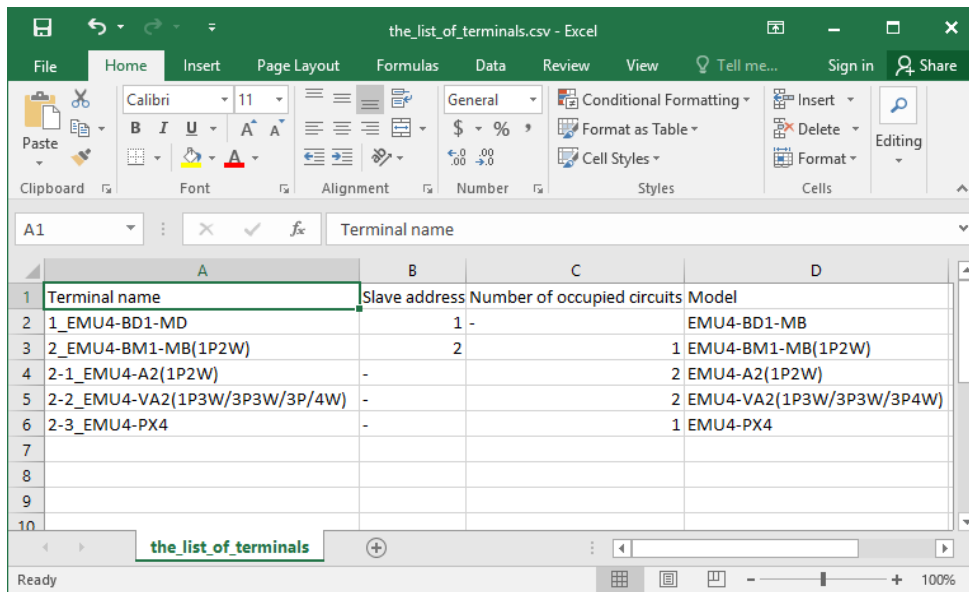 the_list_of_terminals.csv - Excel
File Home Insert Page Layout Formulas Data Review View Tell me... Sign in Share
Calibri 11 General Conditional Formatting Insert
Paste B I U A A $ % , Format as Table Delete Editing
A .00 .00 Cell Styles Format
Clipboard Font Alignment Number Styles Cells
A1 fx Terminal name
A B C D
1 Terminal name Slave address Number of occupied circuits Model
2 1_EMU4-BD1-MD 1 - EMU4-BD1-MB
3 2_EMU4-BM1-MB(1P2W) 2 1 EMU4-BM1-MB(1P2W)
4 2-1_EMU4-A2(1P2W) - 2 EMU4-A2(1P2W)
5 2-2_EMU4-VA2(1P3W/3P3W/3P/4W) - 2 EMU4-VA2(1P3W/3P3W/3P4W)
6 2-3_EMU4-PX4 - 1 EMU4-PX4
7
8
9
10
the_list_of_terminals
Ready 100%